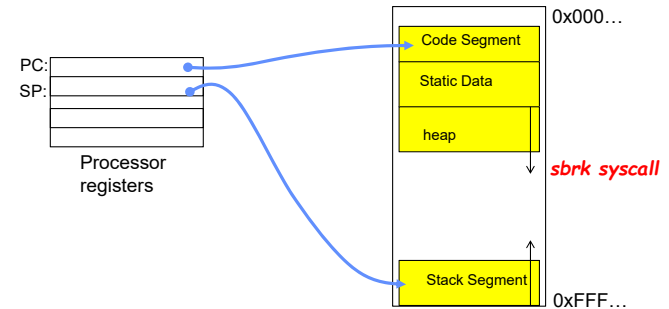 0x000…
Code Segment
PC:
Static Data
SP:
heap
Processor
registers
sbrk syscall
Stack Segment
0xFFF…